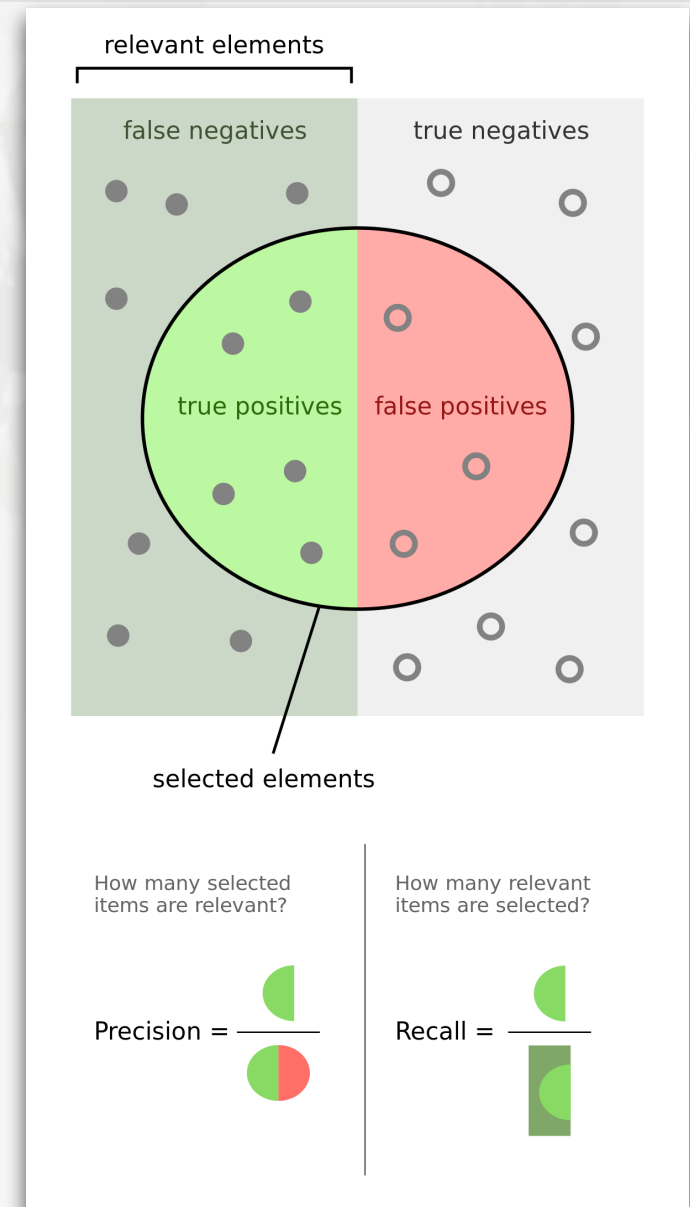 relevant elements
false negatives
true negatives
true positives
false positives
selected elements
How many selected
items are relevant?
How many relevant
items are selected?
Precision =
Recall =